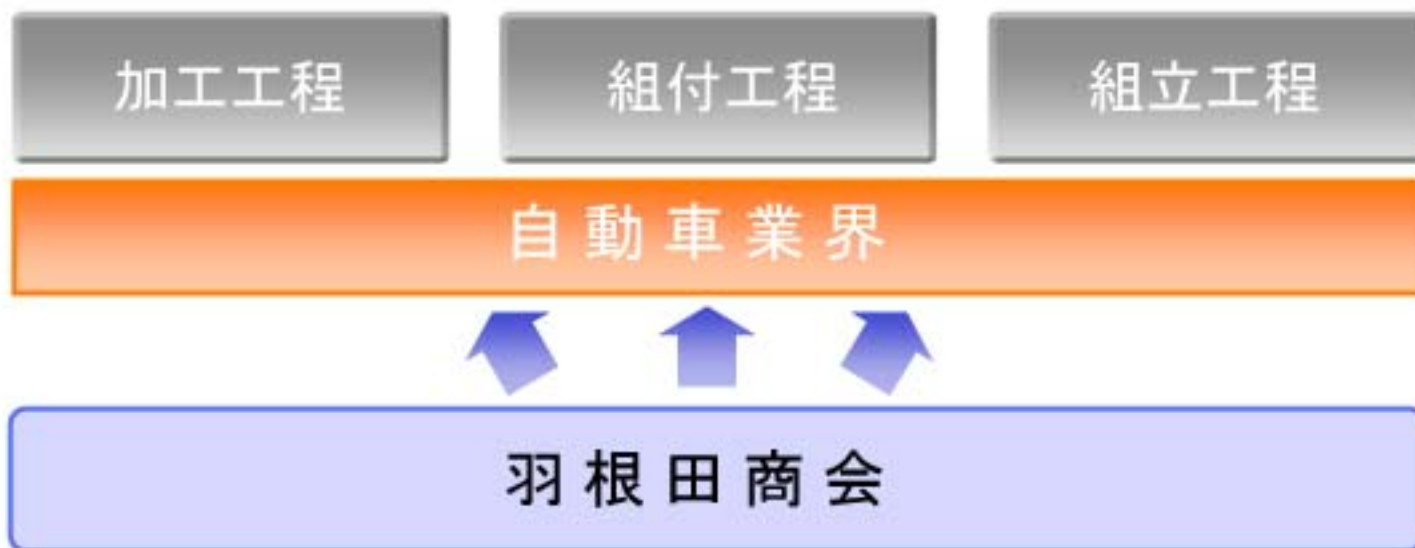 加工工程
組付工程
組立工程
自動車業界
羽根田商会